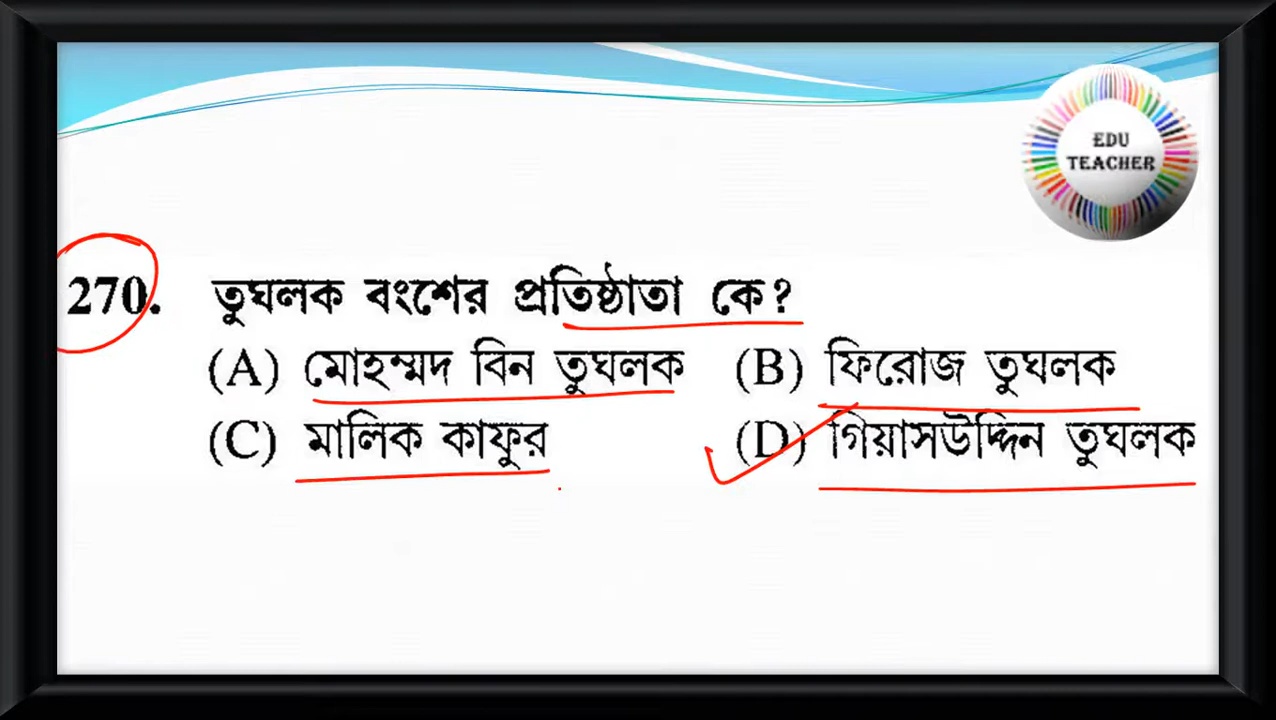 EDU
TEACHER
270. তুঘলক বংশের প্রতিষ্ঠাতা কে?
(A) মোহম্মদ বিন তুঘলক (B) ফিরোজ তুঘলক
(C) মালিক কাফুর (D) গিয়াসউদ্দিন তুঘলক